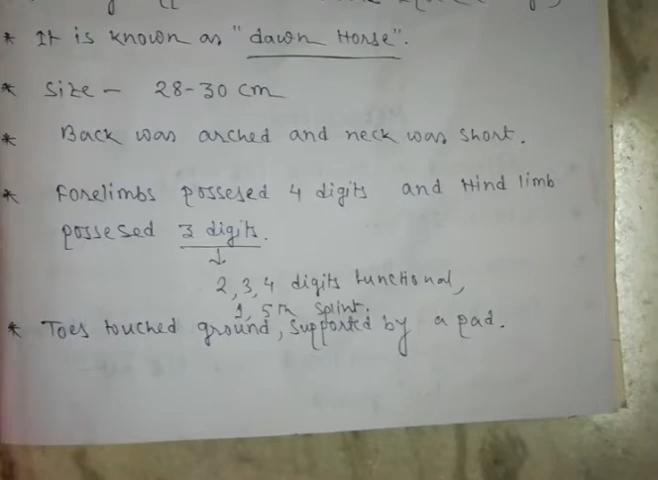 * It is known as "dawn Horse".
* Size - 28-30 cm
* Back was arched and neck was short.
* Forelimbs possesed 4 digits and Hind limb
possesed 3 digits.
↓
2, 3, 4 digits functional,
1, 5th splint.
* Toes touched ground, supported by a pad.